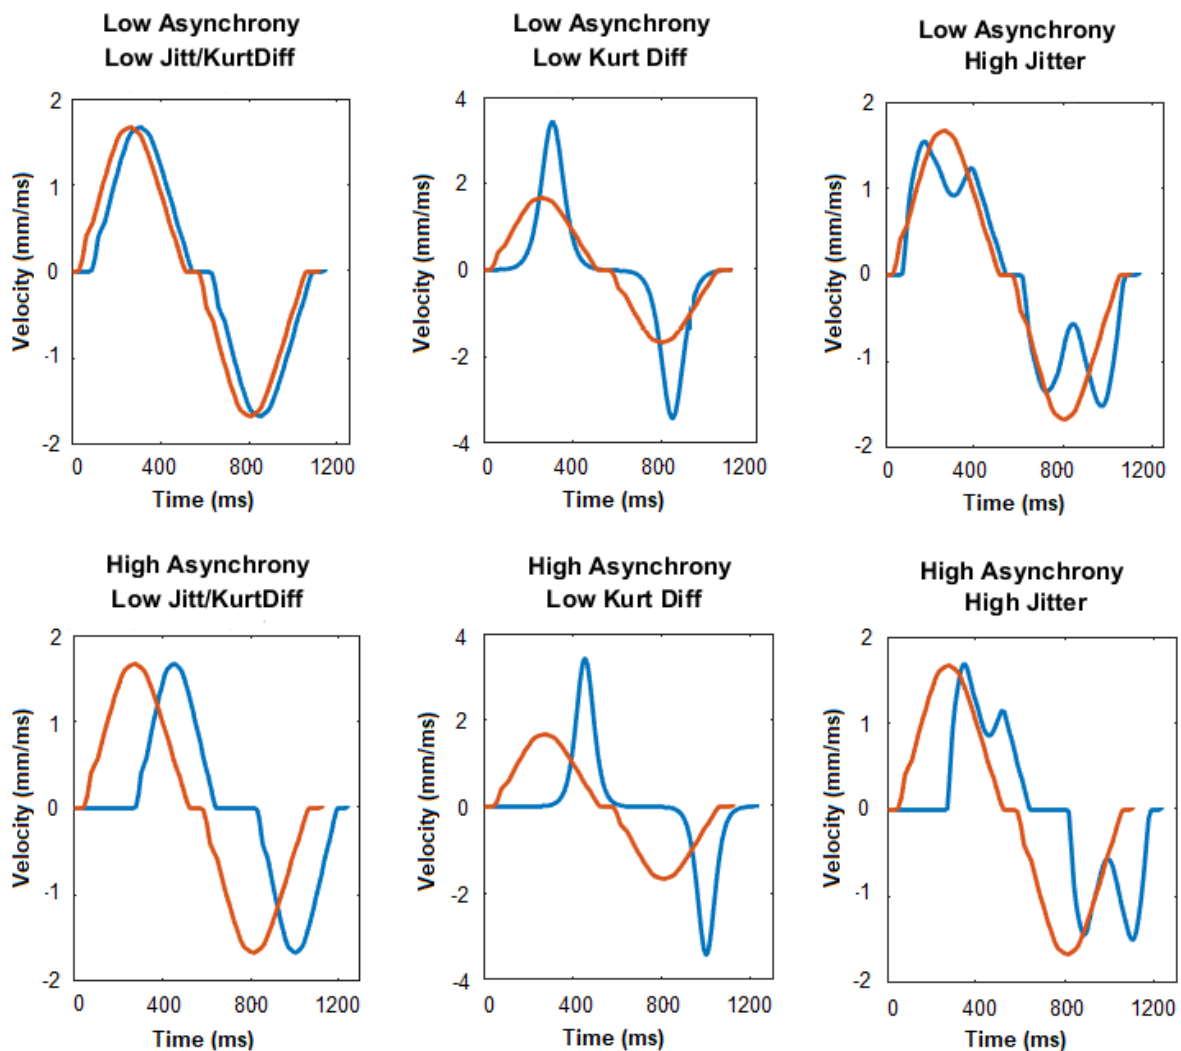 Low Asynchrony
Low Jitt/KurtDiff
2
1
0
-1
-2
Velocity (mm/ms)
0 400 800 1200
Time (ms)
Low Asynchrony
Low Kurt Diff
4
2
0
-2
-4
Velocity (mm/ms)
0 400 800 1200
Time (ms)
Low Asynchrony
High Jitter
2
1
0
-1
-2
Velocity (mm/ms)
0 400 800 1200
Time (ms)
High Asynchrony
Low Jitt/KurtDiff
2
1
0
-1
-2
Velocity (mm/ms)
0 400 800 1200
Time (ms)
High Asynchrony
Low Kurt Diff
4
2
0
-2
-4
Velocity (mm/ms)
0 400 800 1200
Time (ms)
High Asynchrony
High Jitter
2
1
0
-1
-2
Velocity (mm/ms)
0 400 800 1200
Time (ms)